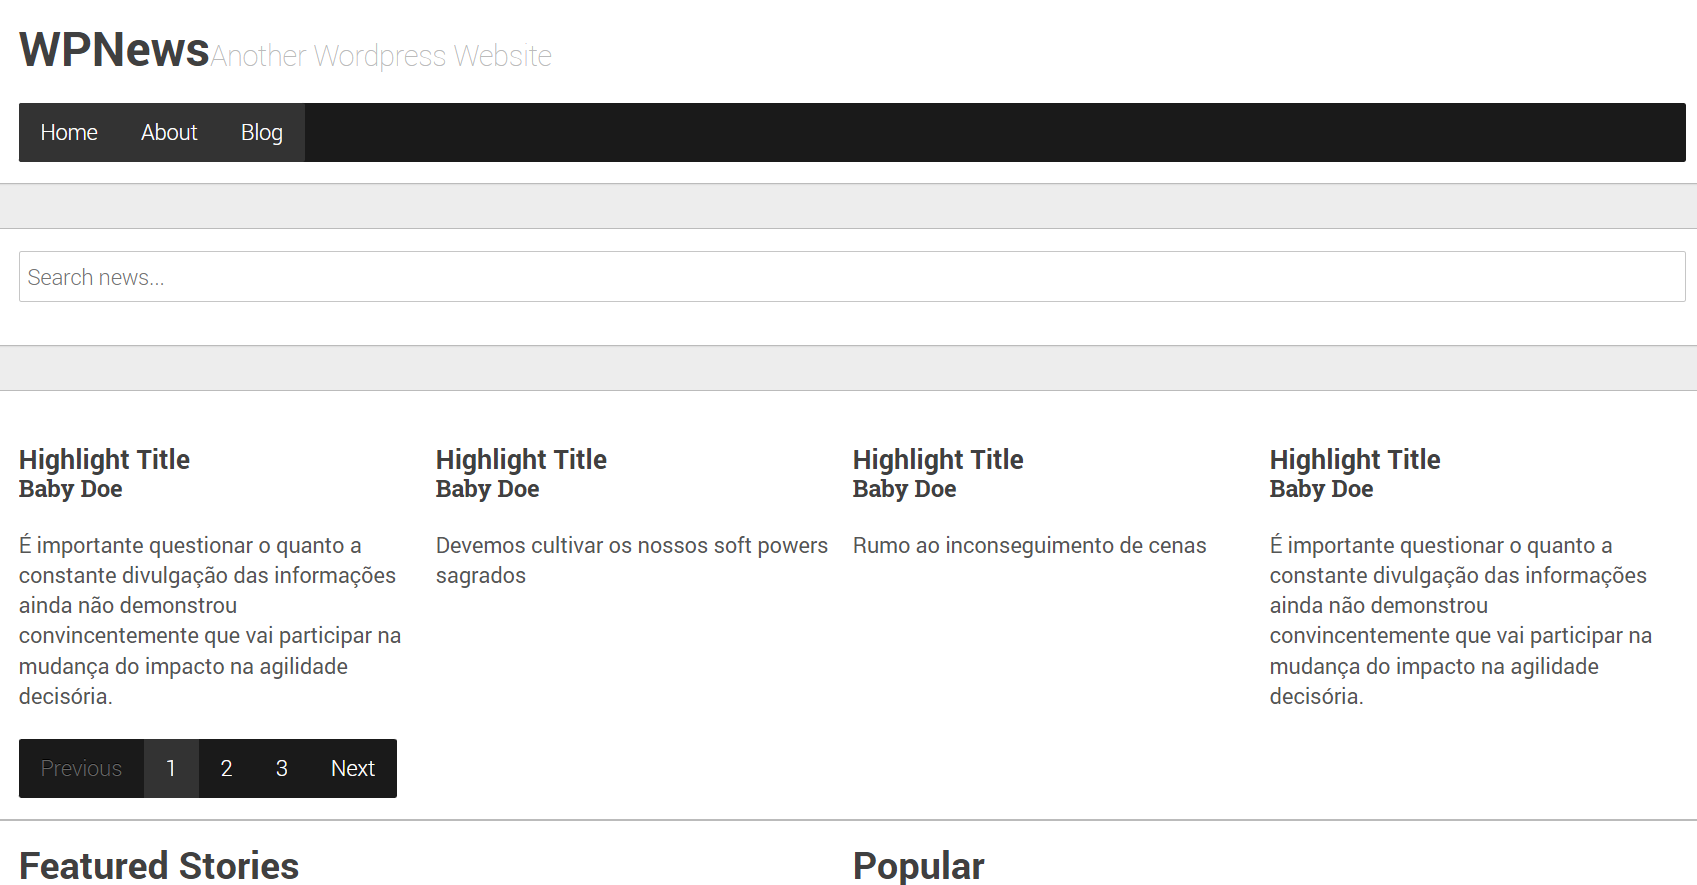 WPNews Another Wordpress Website
Home About Blog
Search news...
Highlight Title
Baby Doe
É importante questionar o quanto a
constante divulgação das informações
ainda não demonstrou
convincentemente que vai participar na
mudança do impacto na agilidade
decisória.
Highlight Title
Baby Doe
Devemos cultivar os nossos soft powers
sagrados
Highlight Title
Baby Doe
Rumo ao inconseguimento de cenas
Highlight Title
Baby Doe
É importante questionar o quanto a
constante divulgação das informações
ainda não demonstrou
convincentemente que vai participar na
mudança do impacto na agilidade
decisória.
Previous 1 2 3 Next
Featured Stories
Popular